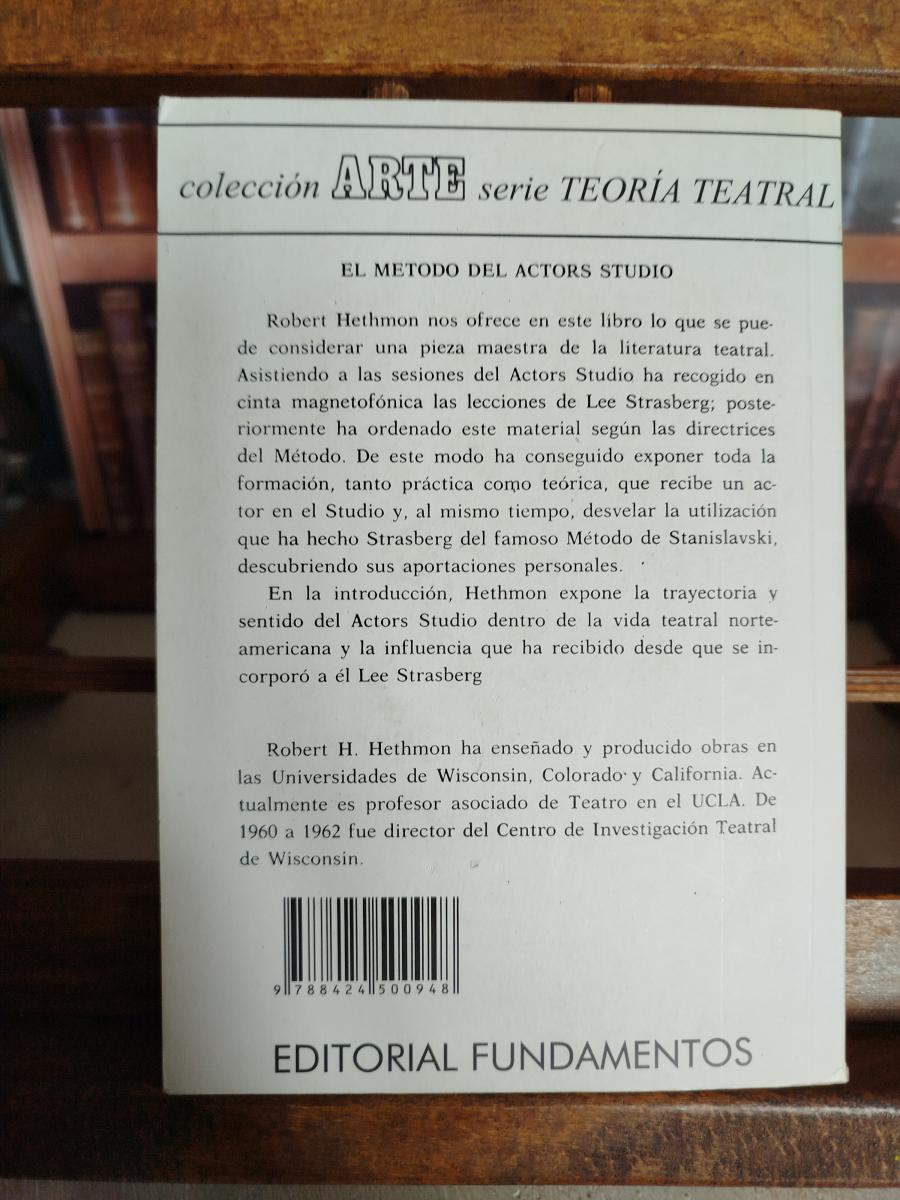 colección ARTE serie TEORÍA TEATRAL
EL METODO DEL ACTORS STUDIO
Robert Hethmon nos ofrece en este libro lo que se pue-
de considerar una pieza maestra de la literatura teatral.
Asistiendo a las sesiones del Actors Studio ha recogido en
cinta magnetofónica las lecciones de Lee Strasberg; poste-
riormente ha ordenado este material según las directrices
del Método. De este modo ha conseguido exponer toda la
formación, tanto práctica como teórica, que recibe un ac-
tor en el Studio y, al mismo tiempo, desvelar la utilización
que ha hecho Strasberg del famoso Método de Stanislavski,
descubriendo sus aportaciones personales.
En la introducción, Hethmon expone la trayectoria y
sentido del Actors Studio dentro de la vida teatral norte-
americana y la influencia que ha recibido desde que se in-
corporó a él Lee Strasberg
Robert H. Hethmon ha enseñado y producido obras en
las Universidades de Wisconsin, Colorado y California. Ac-
tualmente es profesor asociado de Teatro en el UCLA. De
1960 a 1962 fue director del Centro de Investigación Teatral
de Wisconsin.
9 788424 500948
EDITORIAL FUNDAMENTOS